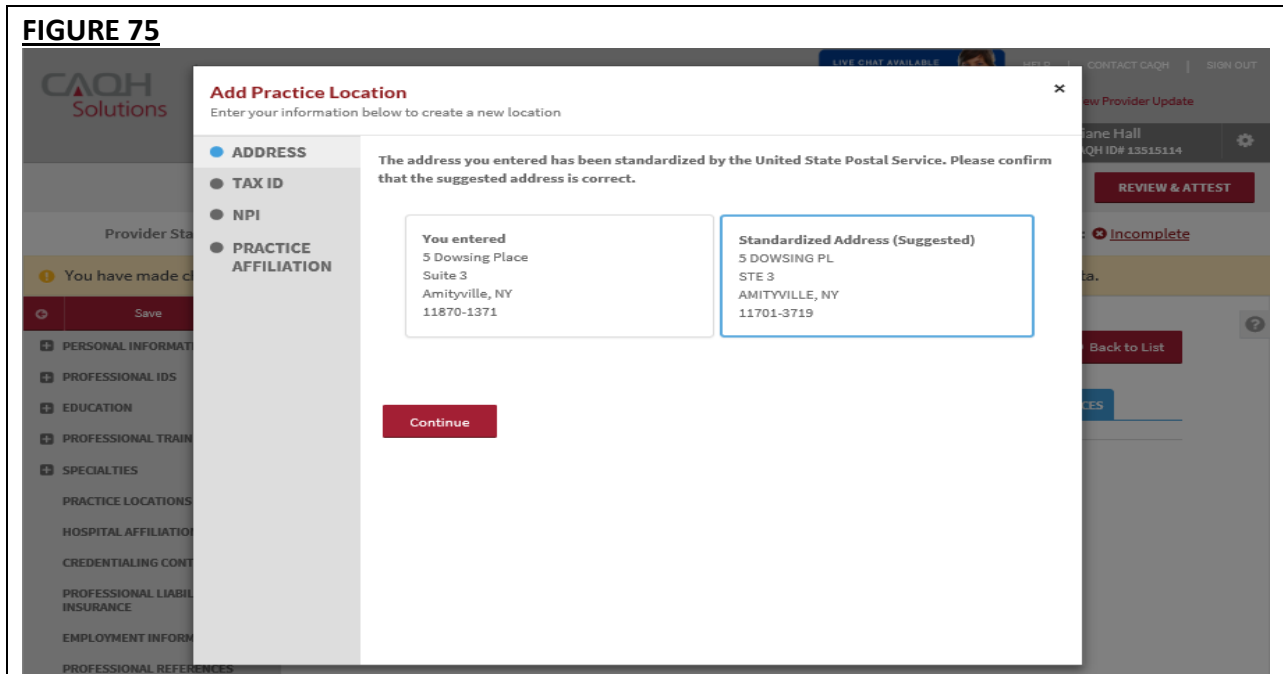 FIGURE 75
CAQH
Solutions
LIVE CHAT AVAILABLE
HELP | CONTACT CAQH | SIGN OUT
ew Provider Update
iane Hall
AQH ID# 13515114
REVIEW & ATTEST
Provider Sta
: Incomplete
You have made c
ta.
Save
PERSONAL INFORMAT
PROFESSIONAL IDS
EDUCATION
PROFESSIONAL TRAIN
SPECIALTIES
PRACTICE LOCATIONS
HOSPITAL AFFILIATIO
CREDENTIALING CONT
PROFESSIONAL LIABIL
INSURANCE
EMPLOYMENT INFORM
PROFESSIONAL REFERENCES
Add Practice Location
Enter your information below to create a new location
×
ADDRESS
TAX ID
NPI
PRACTICE
AFFILIATION
The address you entered has been standardized by the United State Postal Service. Please confirm
that the suggested address is correct.
You entered
5 Dowsing Place
Suite 3
Amityville, NY
11870-1371
Standardized Address (Suggested)
5 DOWSING PL
STE 3
AMITYVILLE, NY
11701-3719
Continue
Back to List
CES